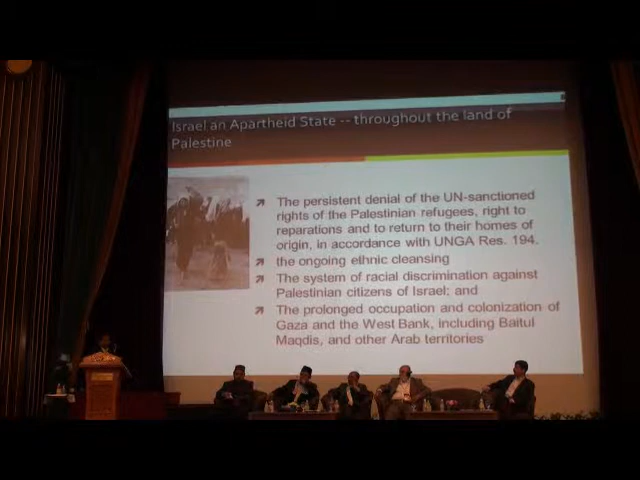 Israel an Apartheid State -- throughout the land of
Palestine
The persistent denial of the UN-sanctioned
rights of the Palestinian refugees, right to
reparations and to return to their homes of
origin, in accordance with UNGA Res. 194.
the ongoing ethnic cleansing
The system of racial discrimination against
Palestinian citizens of Israel; and
The prolonged occupation and colonization of
Gaza and the West Bank, including Baitul
Maqdis, and other Arab territories